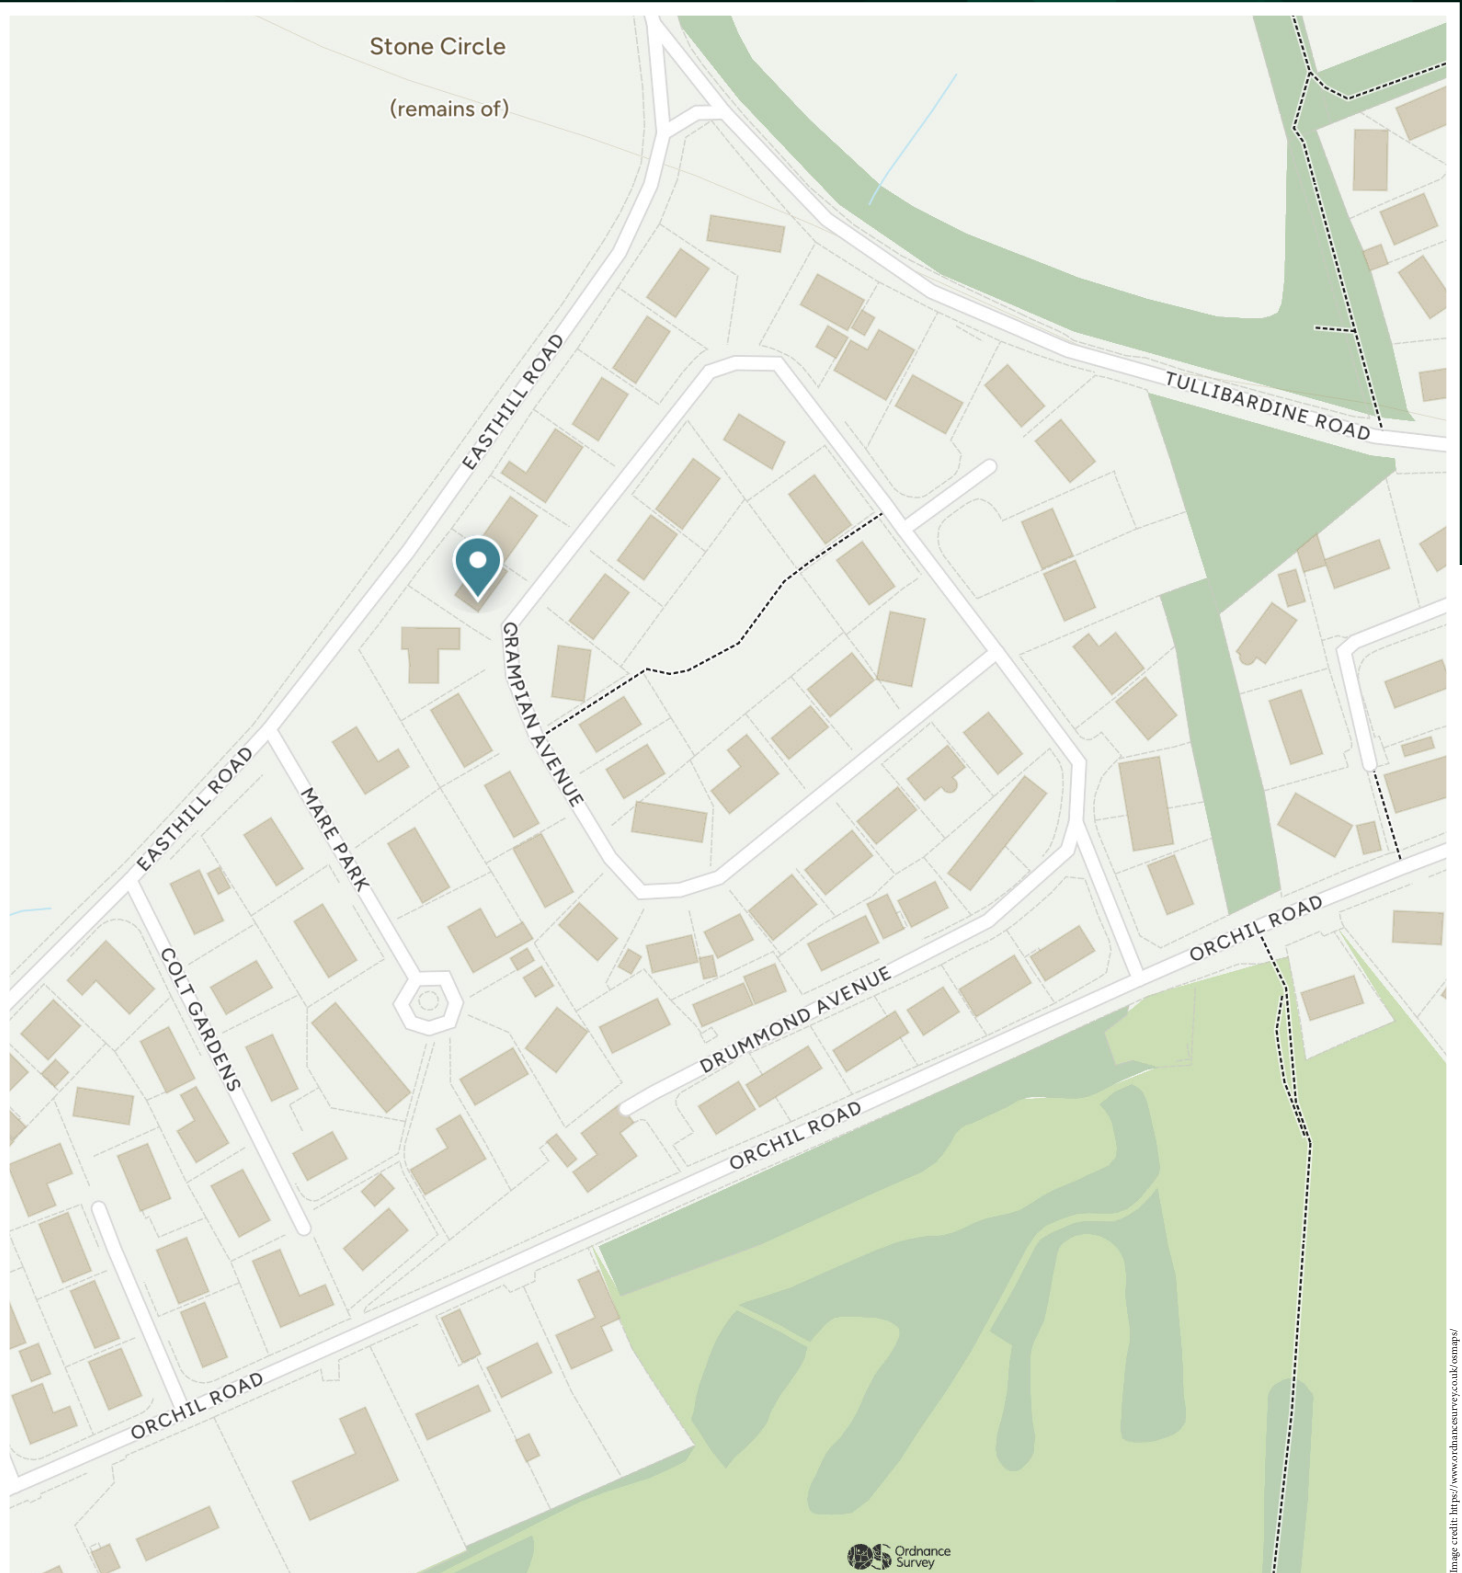 Stone Circle
(remains of)
EASTHILL ROAD
TULLIBARDINE ROAD
GRAMPIAN AVENUE
EASTHILL ROAD
MARE PARK
COLT GARDENS
ORCHIL ROAD
DRUMMOND AVENUE
ORCHIL ROAD
ORCHIL ROAD
OS Ordnance
Survey
Image credit: https://www.ordnancesurvey.co.uk/osmaps/